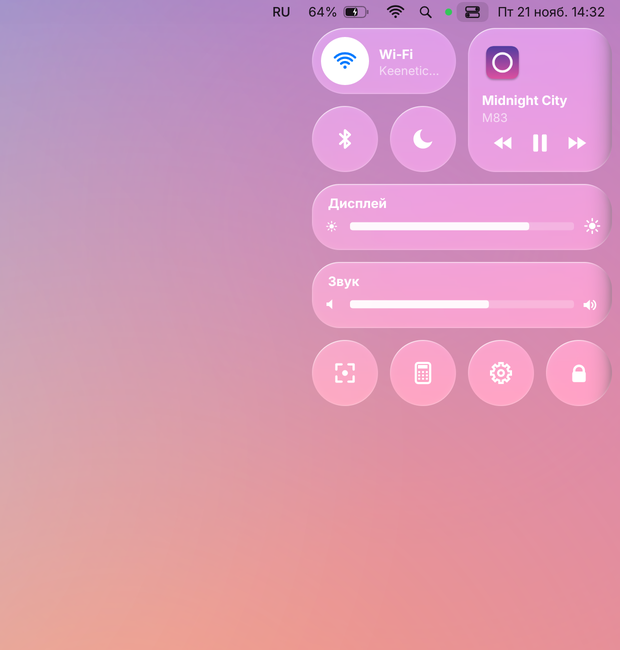 RU 64% Пт 21 нояб. 14:32
Wi-Fi
Keenetic...
Midnight City
M83
Дисплей
Звук